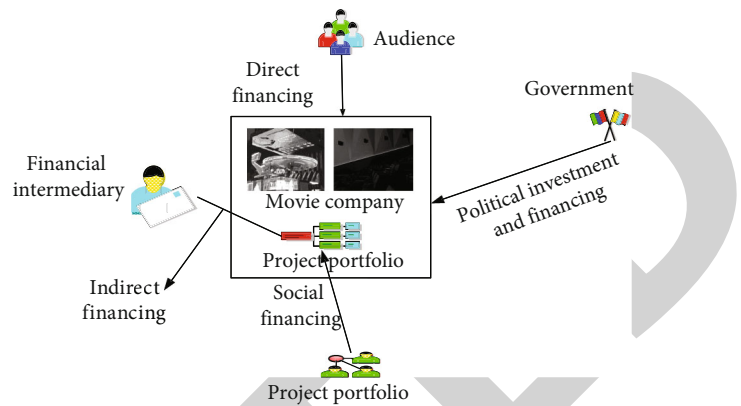 Audience
Direct
financing
Government
Financial
intermediary
Movie company
Political investment
and financing
Project portfolio
Indirect
financing
Social
financing
Project portfolio